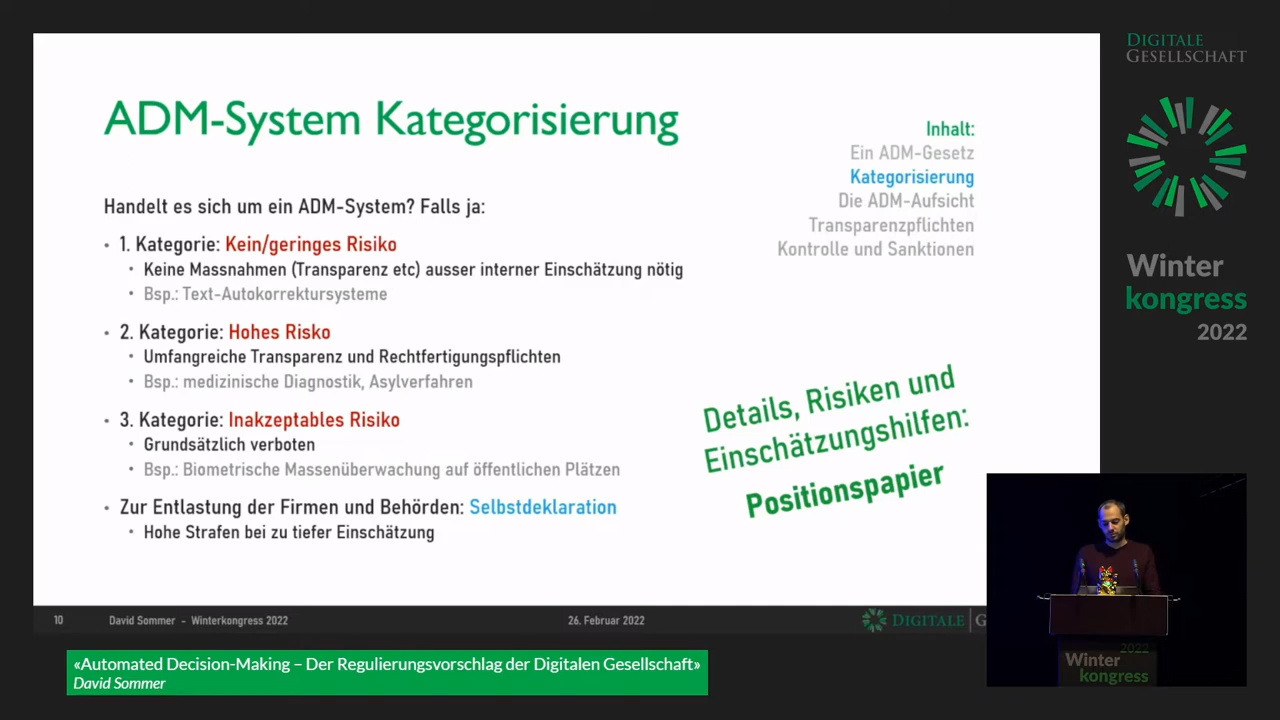 ADM-System Kategorisierung
Inhalt:
Ein ADM-Gesetz
Kategorisierung
Die ADM-Aufsicht
Transparenzpflichten
Kontrolle und Sanktionen
Handelt es sich um ein ADM-System? Falls ja:
• 1. Kategorie: Kein/geringes Risiko
• Keine Massnahmen (Transparenz etc) ausser interner Einschätzung nötig
• Bsp.: Text-Autokorrektursysteme
• 2. Kategorie: Hohes Risko
• Umfangreiche Transparenz und Rechtfertigungspflichten
• Bsp.: medizinische Diagnostik, Asylverfahren
• 3. Kategorie: Inakzeptables Risiko
• Grundsätzlich verboten
• Bsp.: Biometrische Massenüberwachung auf öffentlichen Plätzen
• Zur Entlastung der Firmen und Behörden: Selbstdeklaration
• Hohe Strafen bei zu tiefer Einschätzung
Details, Risiken und
Einschätzungshilfen:
Positionspapier
10 David Sommer - Winterkongress 2022 26. Februar 2022 DIGITALE G
«Automated Decision-Making – Der Regulierungsvorschlag der Digitalen Gesellschaft»
David Sommer
DIGITALE
GESELLSCHAFT
Winter
kongress
2022
2022
Winter
kongress